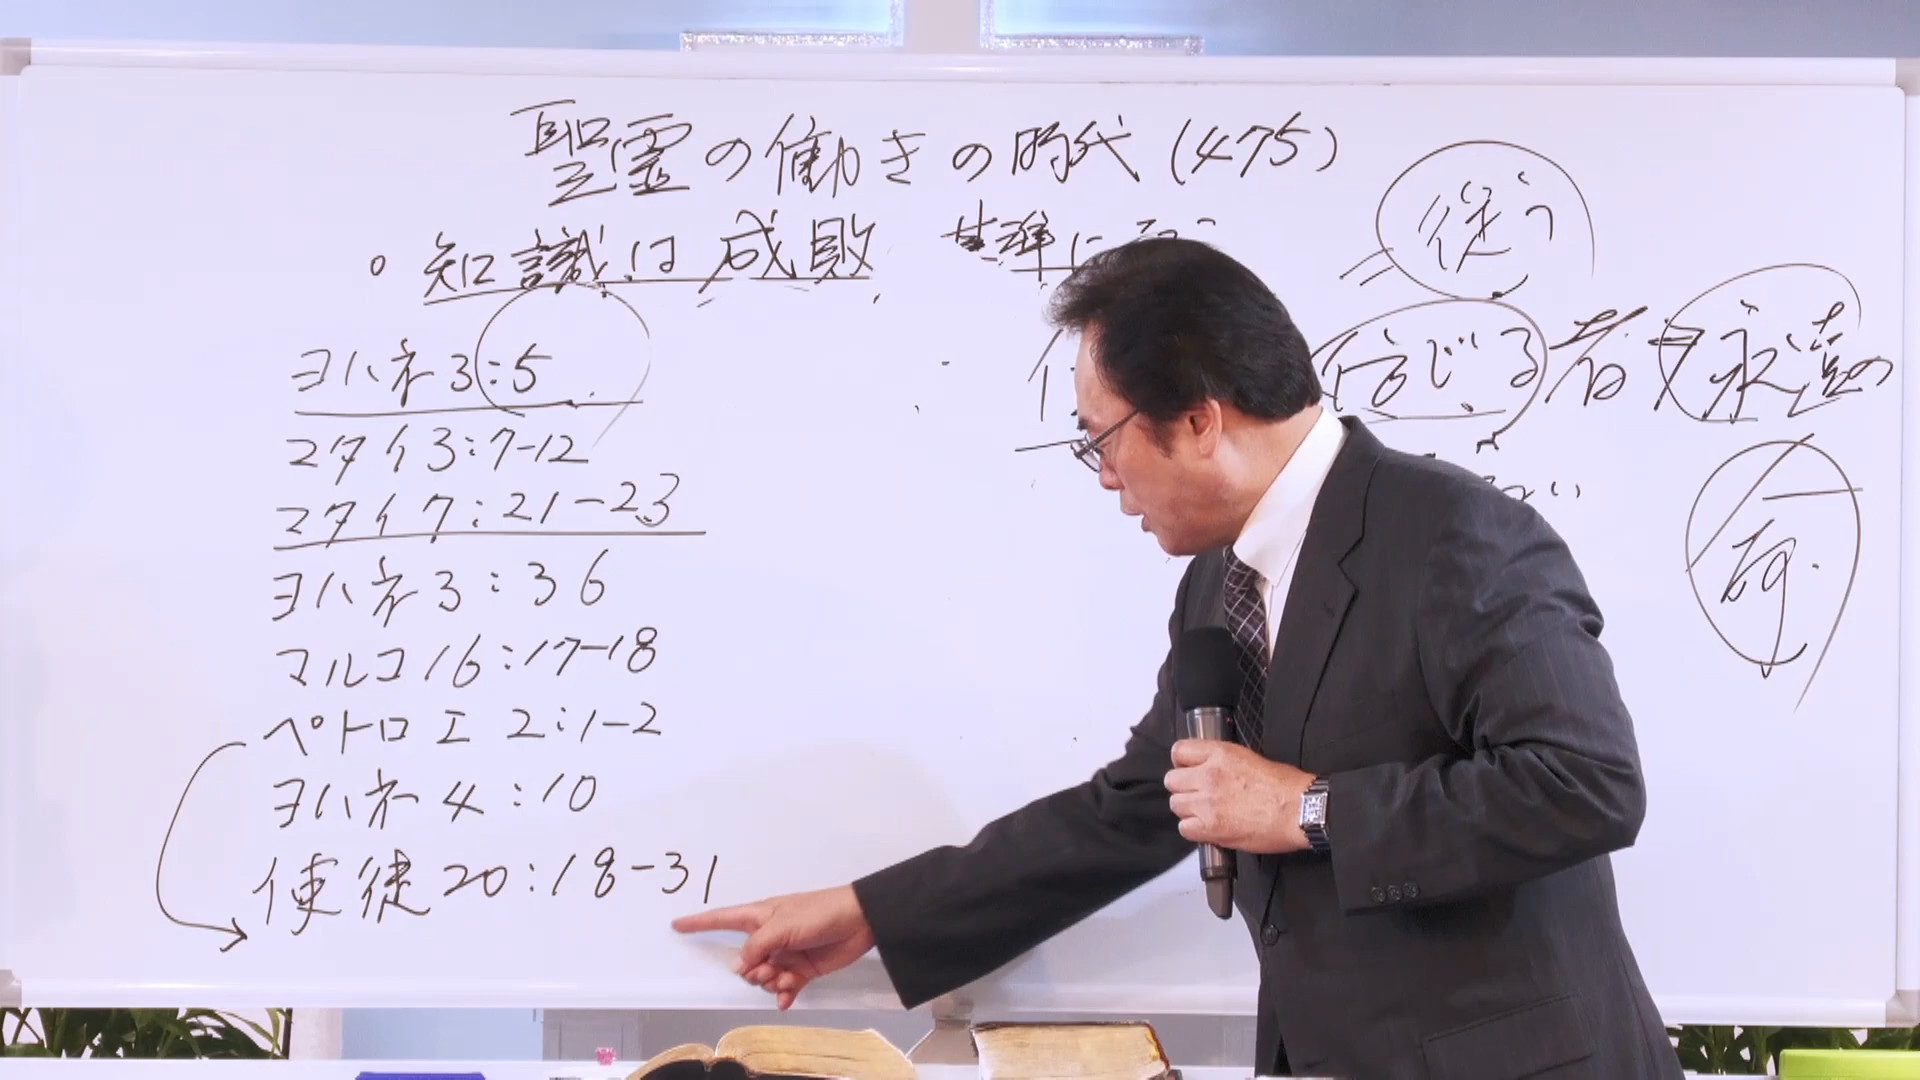 聖霊の働きの時代(475)
。知識は成敗 基準に
従う
信じる者は永遠の
命
ヨハネ3:5
マタイ3:7-12
マタイ7:21-23
ヨハネ3:36
マルコ16:17-18
ペトロⅠ 2:1-2
ヨハネ4:10
使徒20:18-31